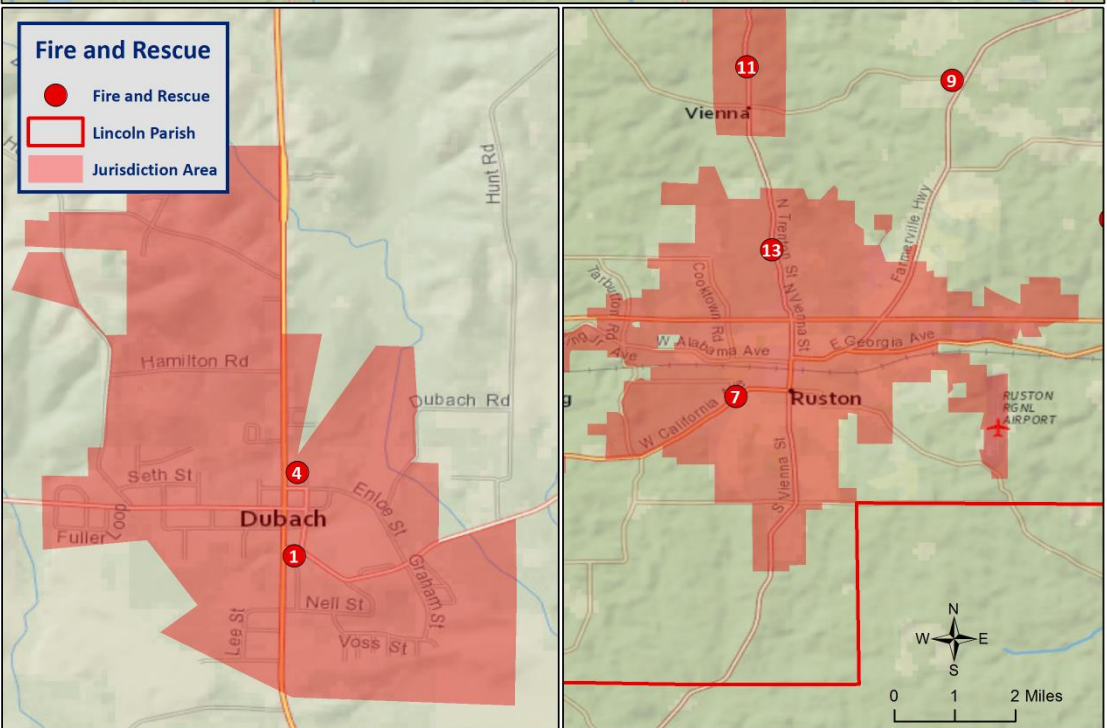 Fire and Rescue
Fire and Rescue
Lincoln Parish
Jurisdiction Area
Hunt Rd
Hamilton Rd
Dubach Rd
4
Seth St
Enloe St
Dubach
Fuller
Loop
1
Graham St
Nell St
Lee St
Voss St
11
9
Vienna
N Trenton St
N Vienna St
13
Farmerville Hwy
Tarbutton Rd
Cooktown Rd
Ave
W Alabama Ave
E Georgia Ave
7
Ruston
W California Ave
RUSTON
RGNL
AIRPORT
S Vienna St
N
W
E
S
0 1 2 Miles